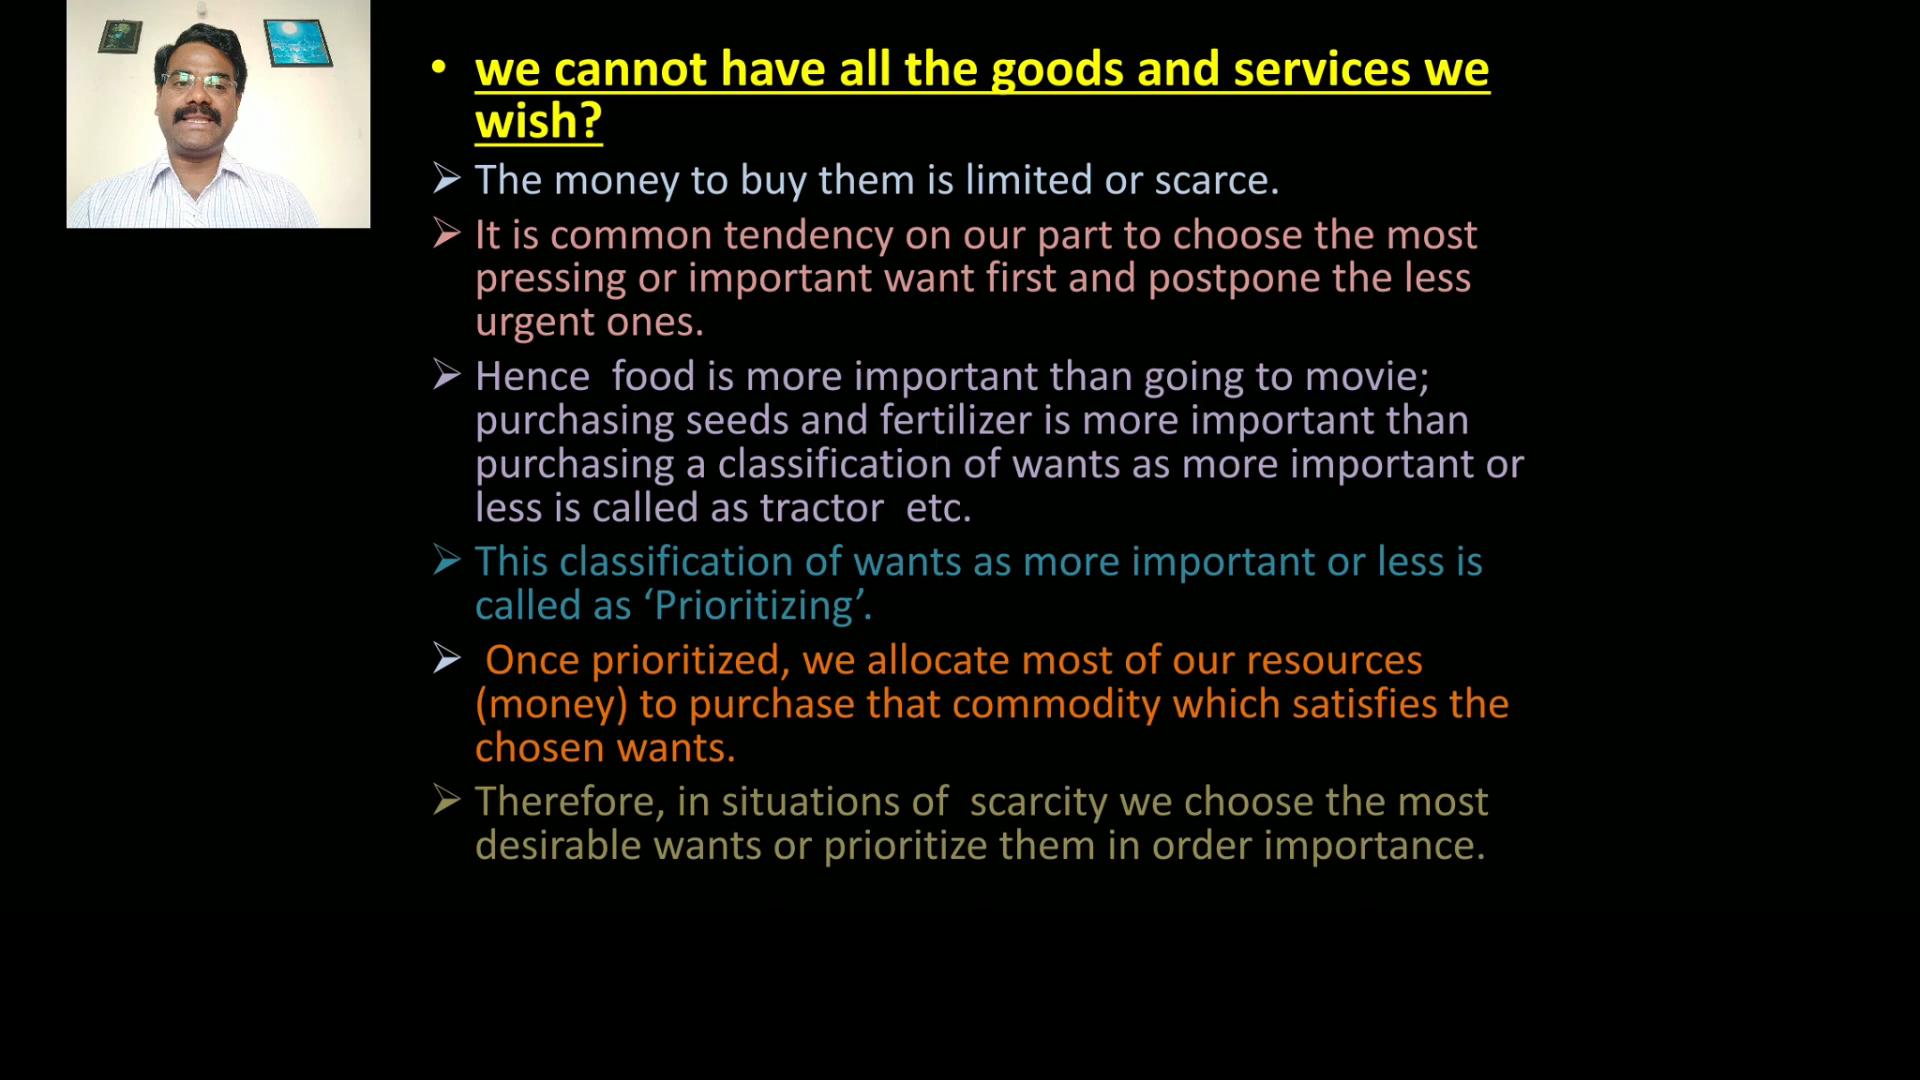 • we cannot have all the goods and services we
wish?
➢ The money to buy them is limited or scarce.
➢ It is common tendency on our part to choose the most
pressing or important want first and postpone the less
urgent ones.
➢ Hence  food is more important than going to movie;
purchasing seeds and fertilizer is more important than
purchasing a classification of wants as more important or
less is called as tractor  etc.
➢ This classification of wants as more important or less is
called as ‘Prioritizing’.
➢ Once prioritized, we allocate most of our resources
(money) to purchase that commodity which satisfies the
chosen wants.
➢ Therefore, in situations of  scarcity we choose the most
desirable wants or prioritize them in order importance.